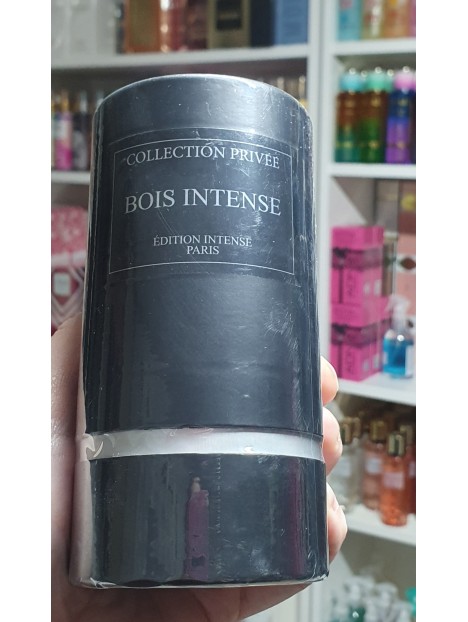 COLLECTION PRIVÉE
BOIS INTENSE
ÉDITION INTENSE
PARIS